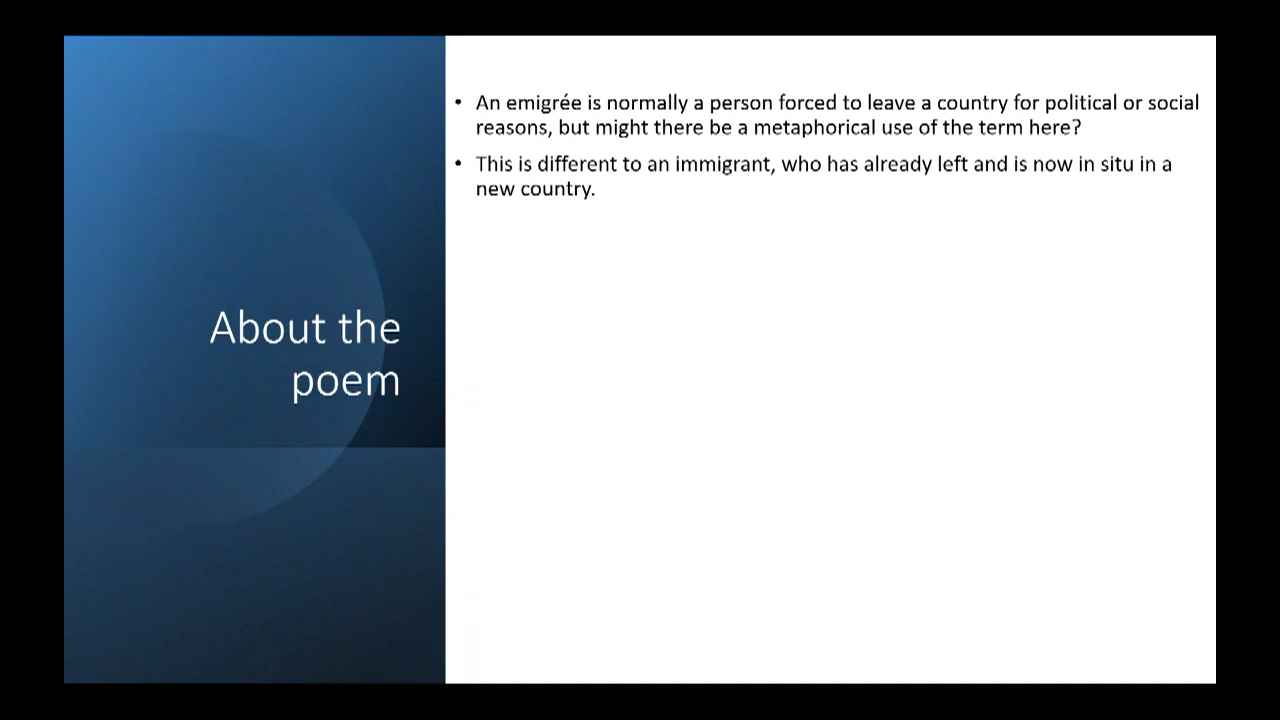 About the
poem
• An emigrée is normally a person forced to leave a country for political or social
reasons, but might there be a metaphorical use of the term here?
• This is different to an immigrant, who has already left and is now in situ in a
new country.